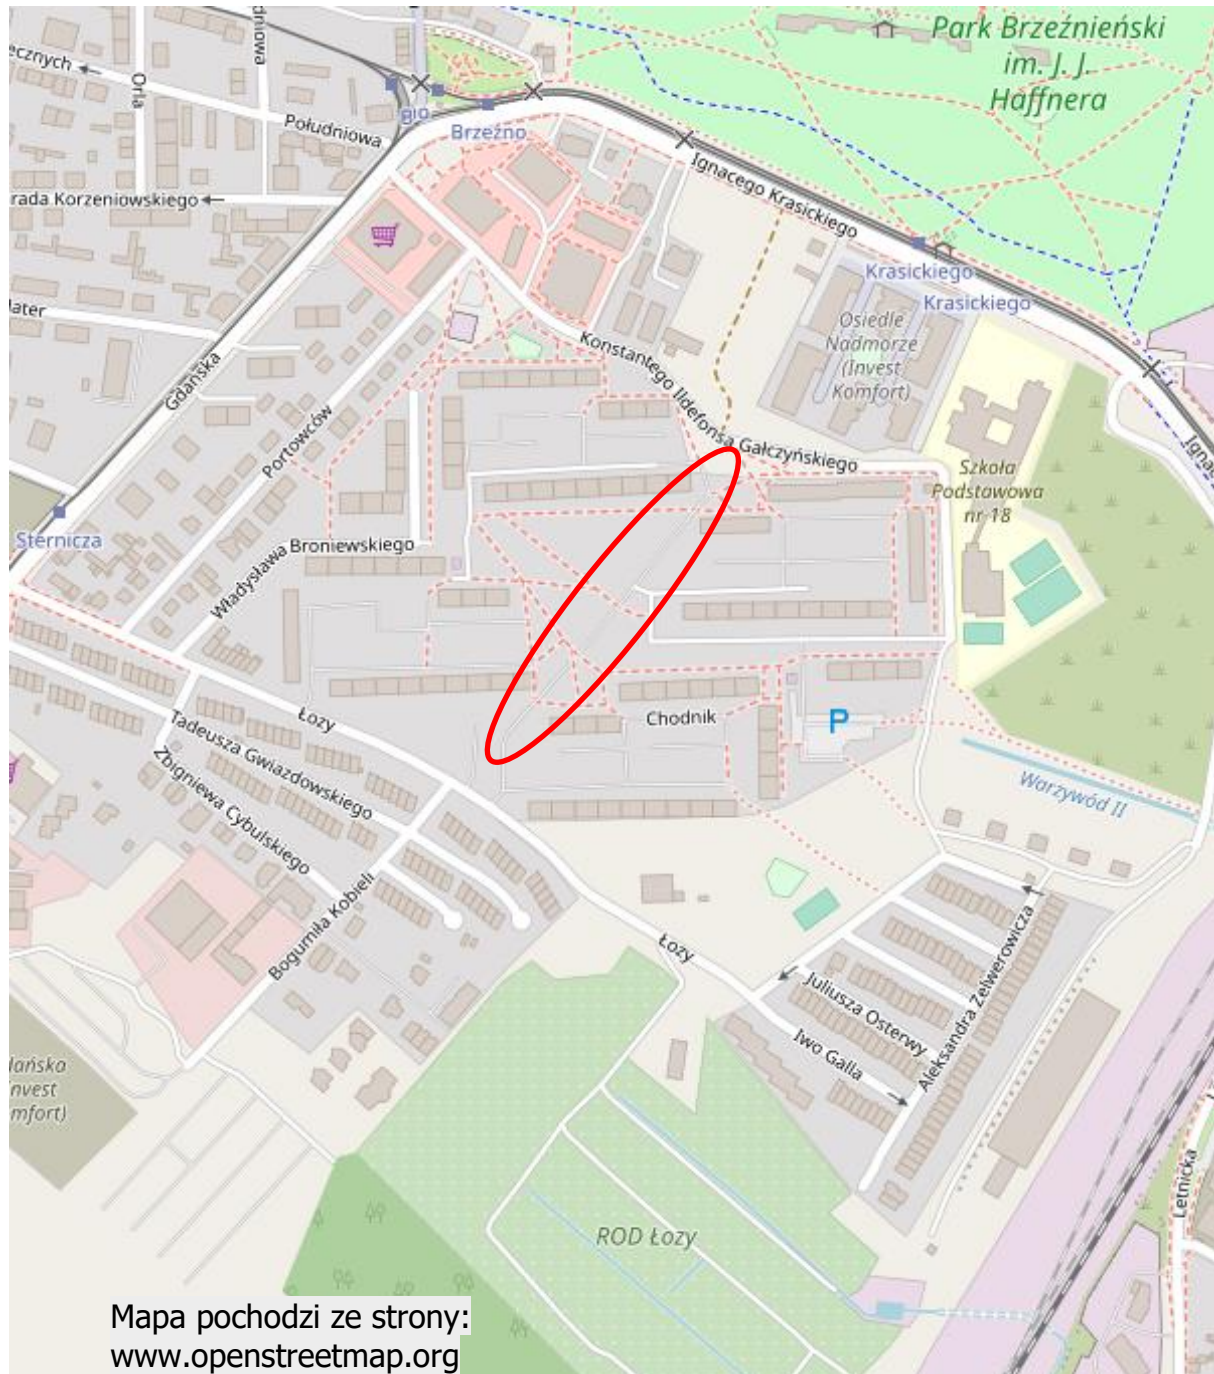 Park Brzeźnieński
im. J. J.
Haffnera
Orla
Południowa
Brzeźno
Ignacego Krasickiego
rada Korzeniowskiego
Krasickiego
Krasickiego
Osiedle
Nadmorze
(Invest
Komfort)
Gdańska
Portowców
Konstantego Ildefonsa Gałczyńskiego
Szkoła
Podstawowa
nr 18
Sternicza
Władysława Broniewskiego
Łozy
Chodnik
P
Tadeusza Gwiazdowskiego
Zbigniewa Cybulskiego
Warzywód II
Bogumiła Kobieli
Łozy
Juliusza Osterwy
Iwo Galla
Aleksandra Zelwerowicza
dańska
nvest
mfort)
Letnicka
ROD Łozy
Mapa pochodzi ze strony:
www.openstreetmap.org